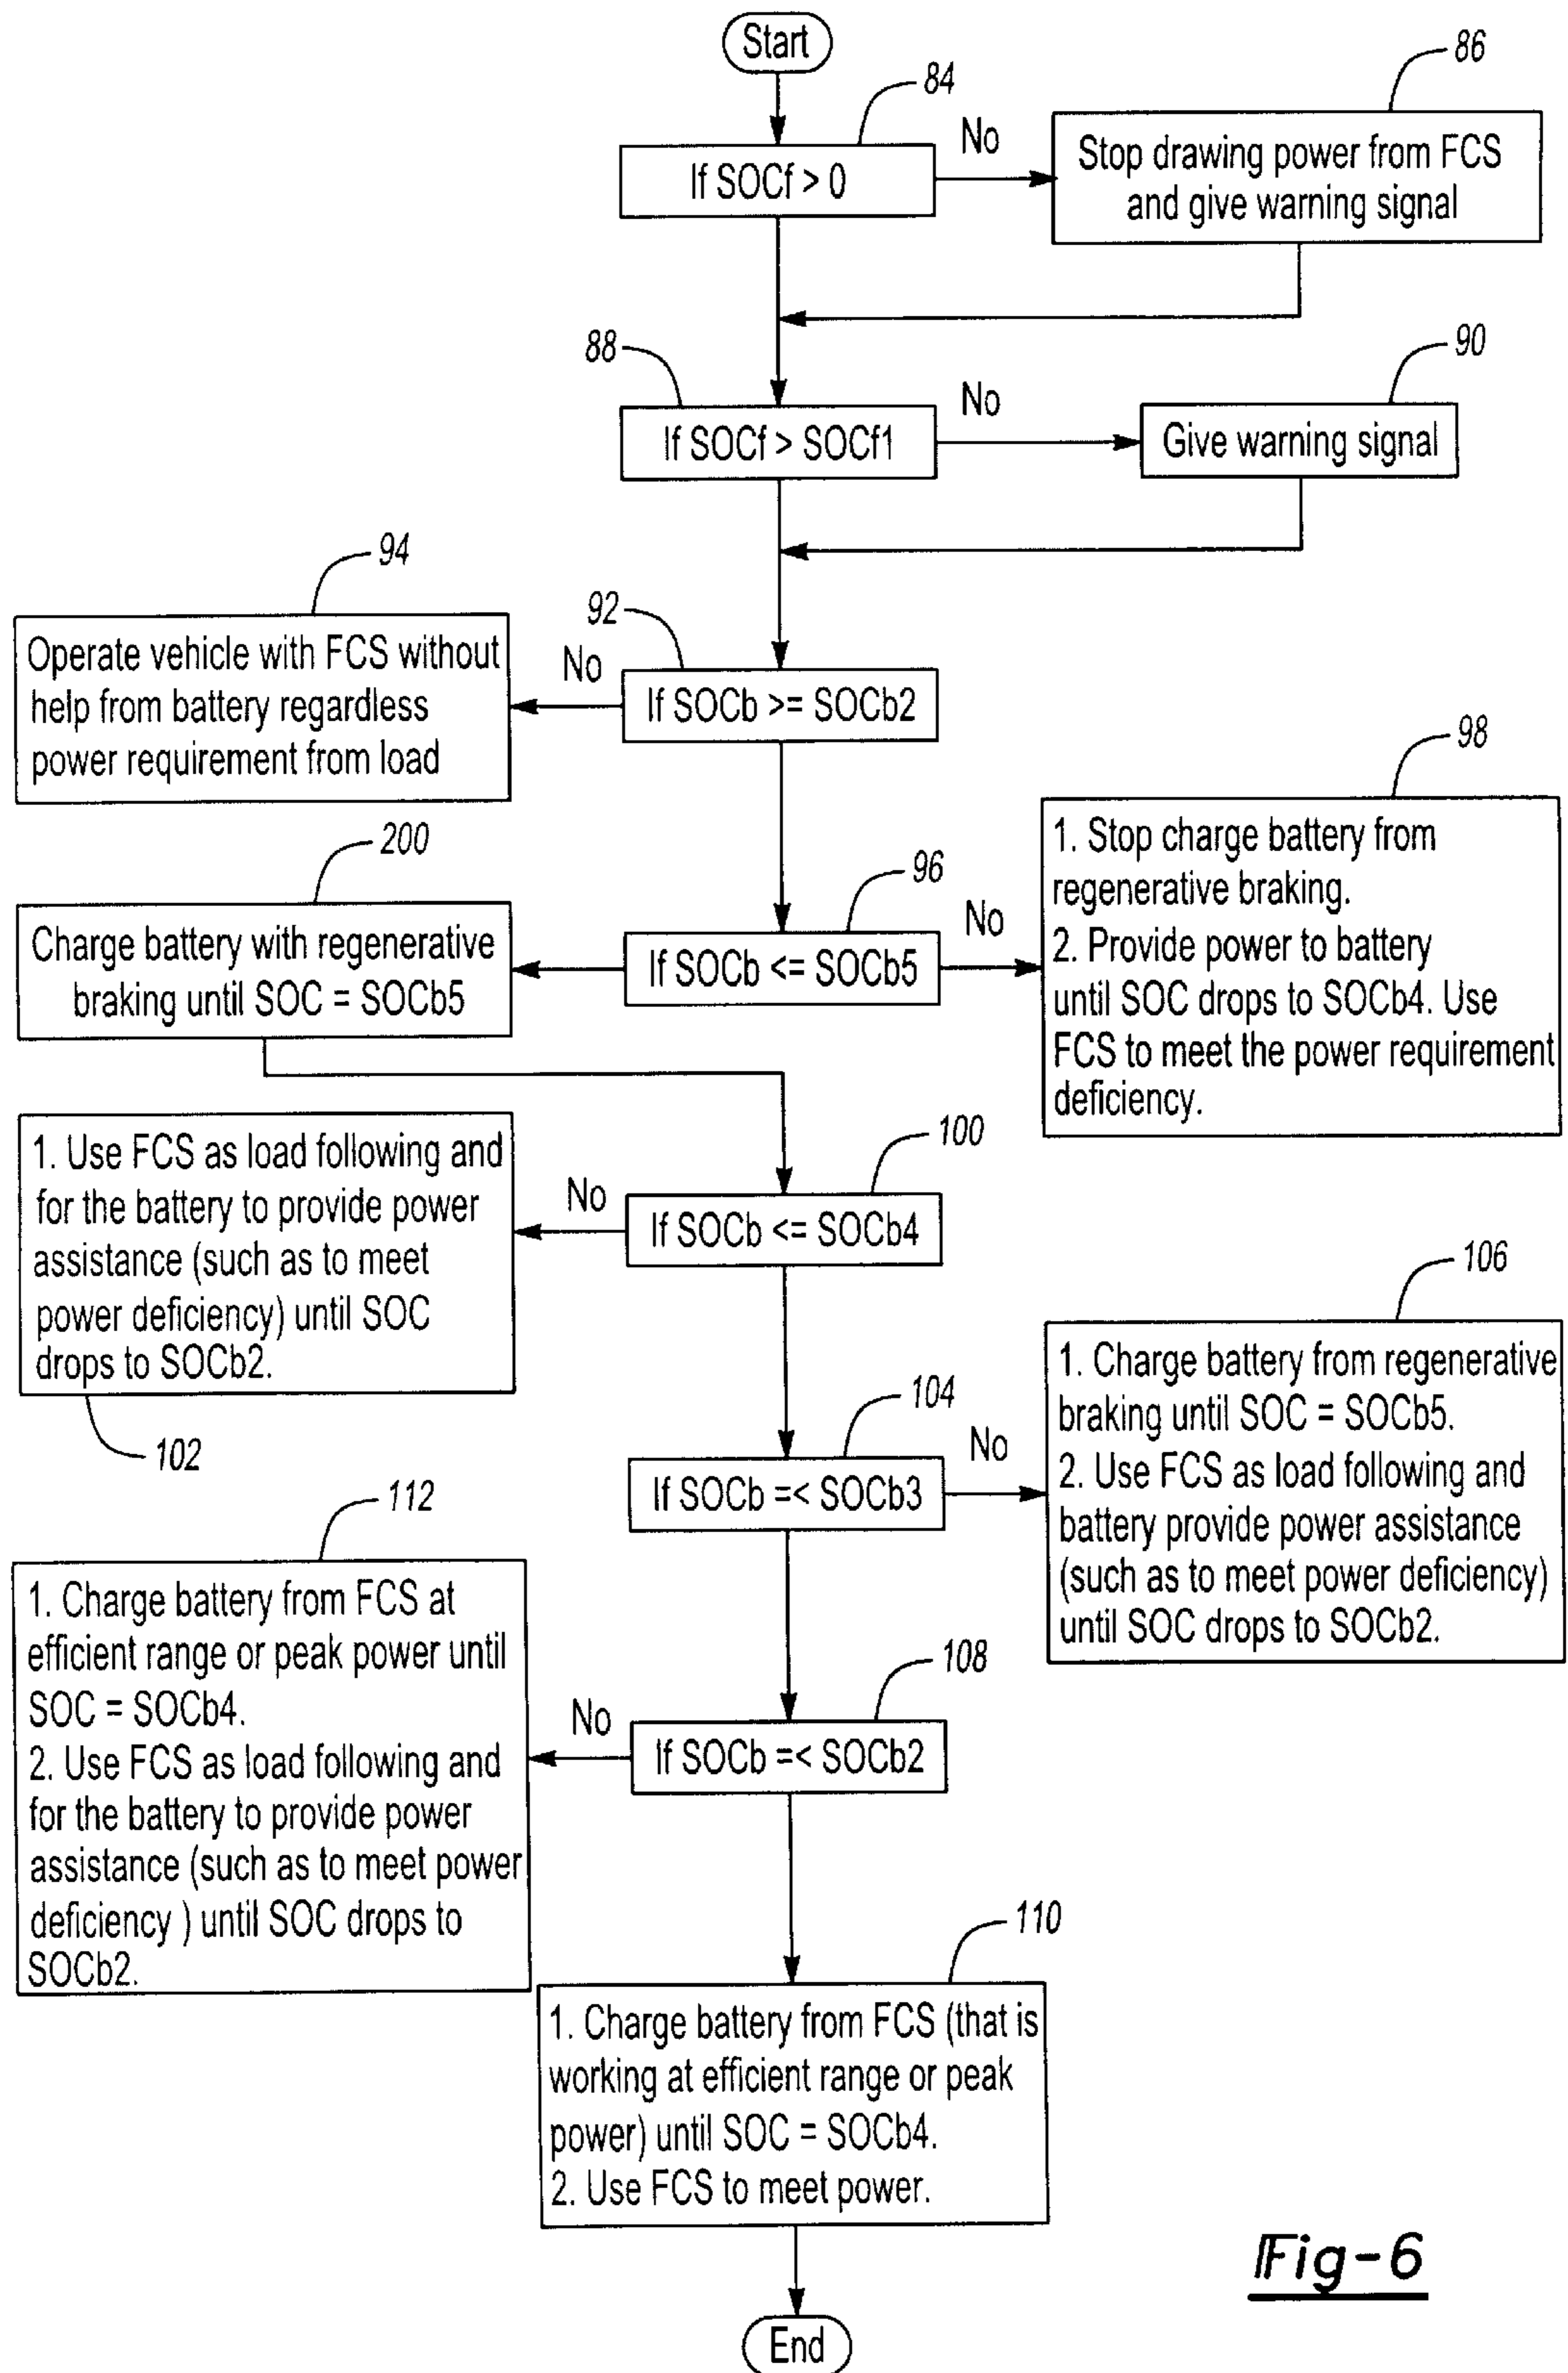 Start
84
If SOCf > 0
No
86
Stop drawing power from FCS
and give warning signal
88
If SOCf > SOCf1
No
90
Give warning signal
92
If SOCb >= SOCb2
No
94
Operate vehicle with FCS without
help from battery regardless
power requirement from load
96
If SOCb <= SOCb5
No
98
1. Stop charge battery from
regenerative braking.
2. Provide power to battery
until SOC drops to SOCb4. Use
FCS to meet the power requirement
deficiency.
200
Charge battery with regenerative
braking until SOC = SOCb5
100
If SOCb <= SOCb4
No
1. Use FCS as load following and
for the battery to provide power
assistance (such as to meet
power deficiency) until SOC
drops to SOCb2.
102
104
If SOCb =< SOCb3
No
106
1. Charge battery from regenerative
braking until SOC = SOCb5.
2. Use FCS as load following and
battery provide power assistance
(such as to meet power deficiency)
until SOC drops to SOCb2.
108
If SOCb =< SOCb2
No
112
1. Charge battery from FCS at
efficient range or peak power until
SOC = SOCb4.
2. Use FCS as load following and
for the battery to provide power
assistance (such as to meet power
deficiency ) until SOC drops to
SOCb2.
110
1. Charge battery from FCS (that is
working at efficient range or peak
power) until SOC = SOCb4.
2. Use FCS to meet power.
End
Fig-6